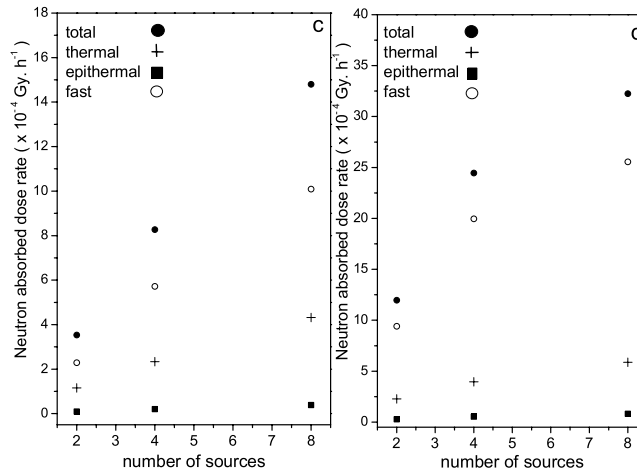 C
total
thermal
epithermal
fast
Neutron absorbed dose rate ( x 10⁻⁴ Gy. h⁻¹)
18
16
14
12
10
8
6
4
2
0
2 3 4 5 6 7 8
number of sources
total
thermal
epithermal
fast
Neutron absorbed dose rate ( x 10⁻⁴ Gy. h⁻¹)
40
35
30
25
20
15
10
5
0
2 3 4 5 6 7 8
number of sources